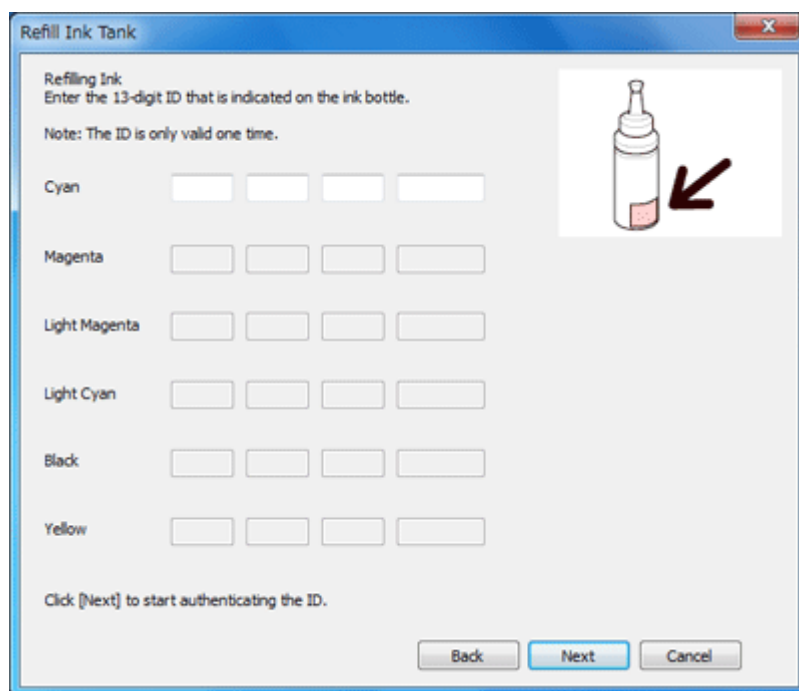 Refill Ink Tank
Refilling Ink
Enter the 13-digit ID that is indicated on the ink bottle.
Note: The ID is only valid one time.
Cyan
Magenta
Light Magenta
Light Cyan
Black
Yellow
Click [Next] to start authenticating the ID.
Back Next Cancel